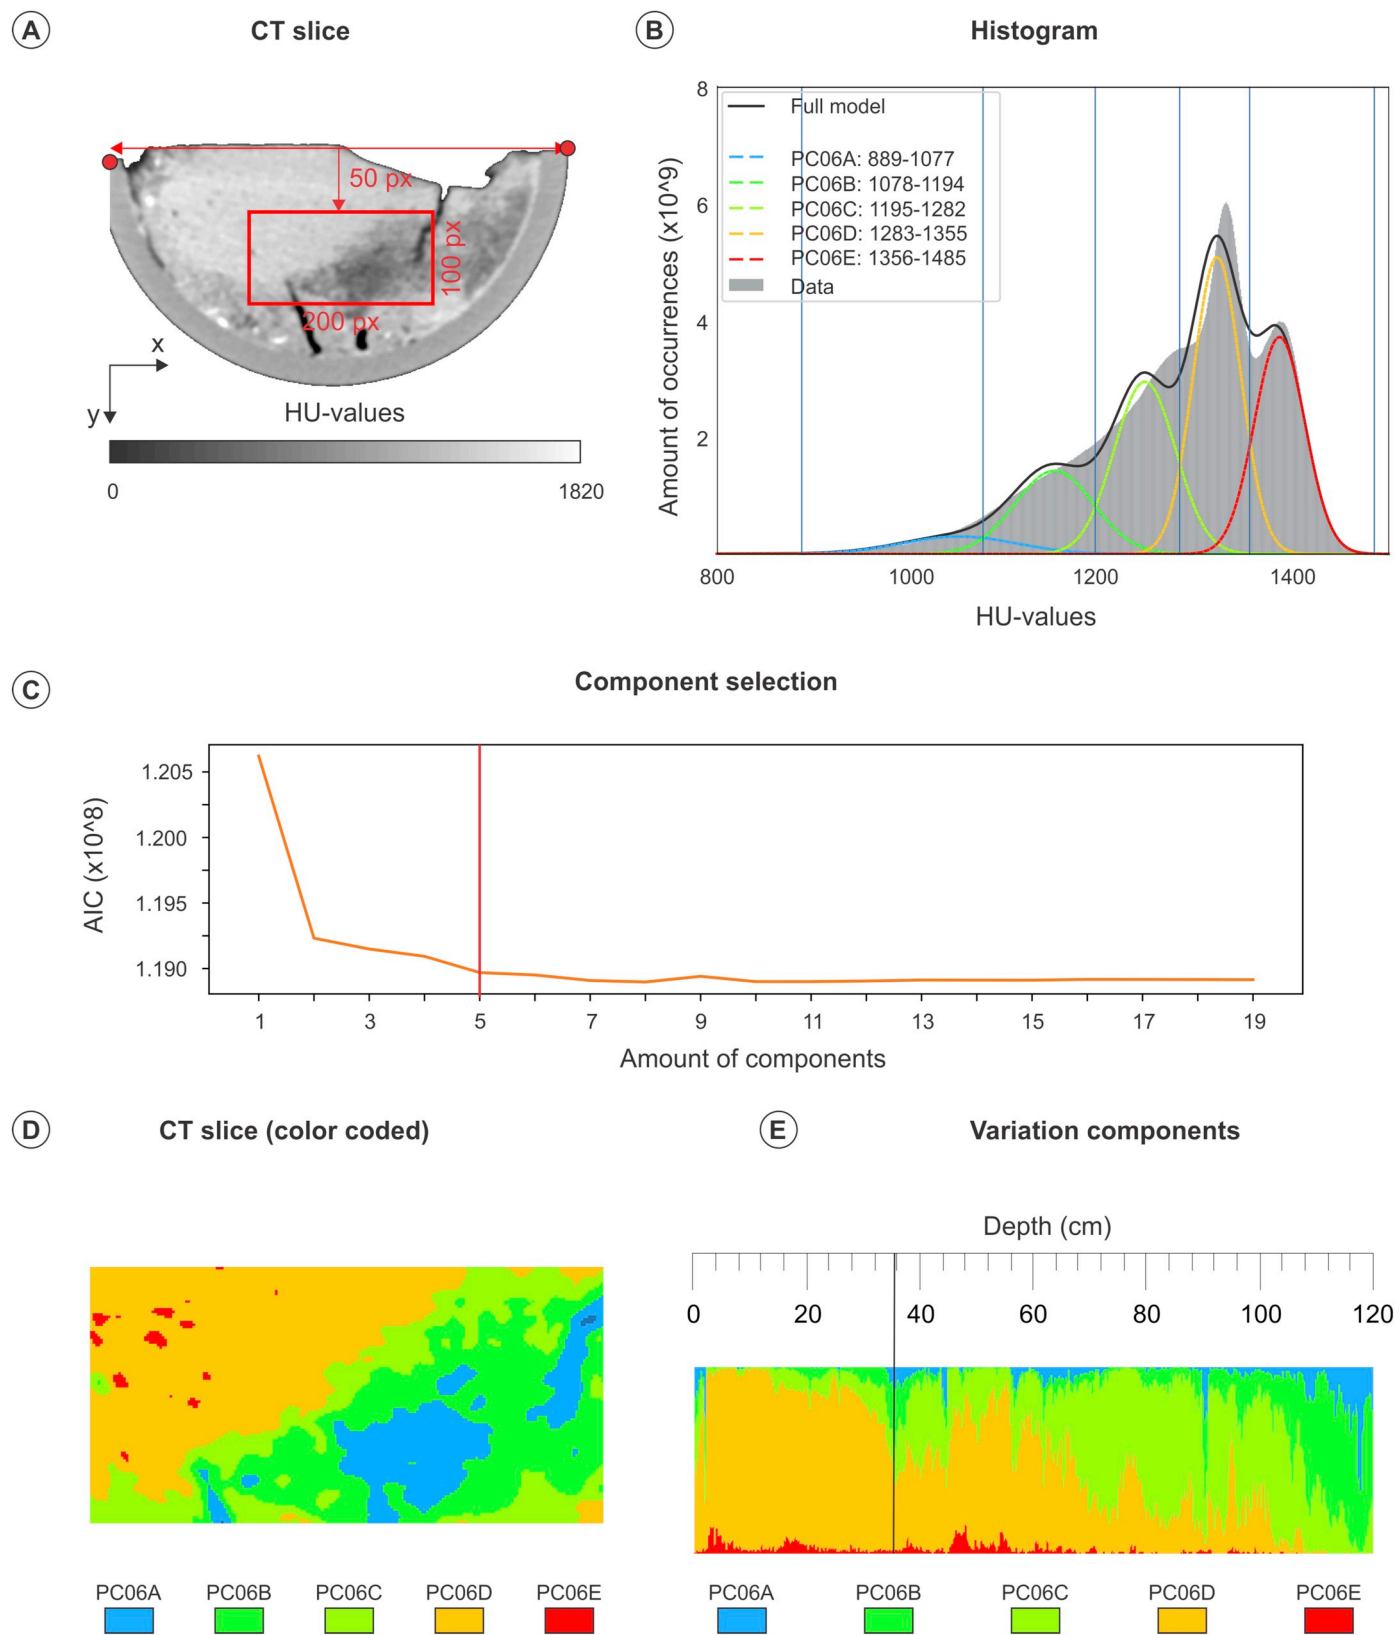 A CT slice
50 px
100 px
200 px
x
y
HU-values
0 1820
B Histogram
Amount of occurrences (x10^9)
8
6
4
2
Full model
PC06A: 889-1077
PC06B: 1078-1194
PC06C: 1195-1282
PC06D: 1283-1355
PC06E: 1356-1485
Data
800 1000 1200 1400
HU-values
C Component selection
AIC (x10^8)
1.205
1.200
1.195
1.190
1 3 5 7 9 11 13 15 17 19
Amount of components
D CT slice (color coded)
PC06A PC06B PC06C PC06D PC06E
E Variation components
Depth (cm)
0 20 40 60 80 100 120
PC06A PC06B PC06C PC06D PC06E